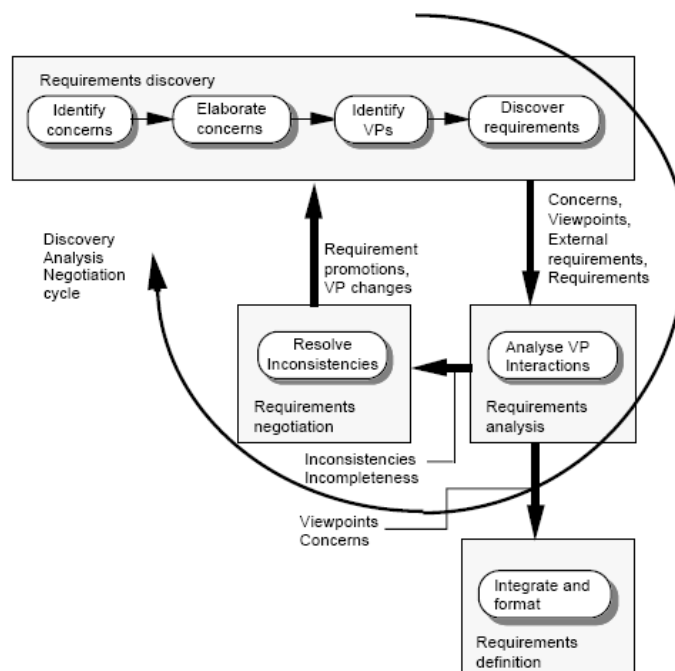 Requirements discovery
Identify
concerns
Elaborate
concerns
Identify
VPs
Discover
requirements
Concerns,
Viewpoints,
External
requirements,
Requirements
Discovery
Analysis
Negotiation
cycle
Requirement
promotions,
VP changes
Resolve
Inconsistencies
Requirements
negotiation
Analyse VP
Interactions
Requirements
analysis
Inconsistencies
Incompleteness
Viewpoints
Concerns
Integrate and
format
Requirements
definition